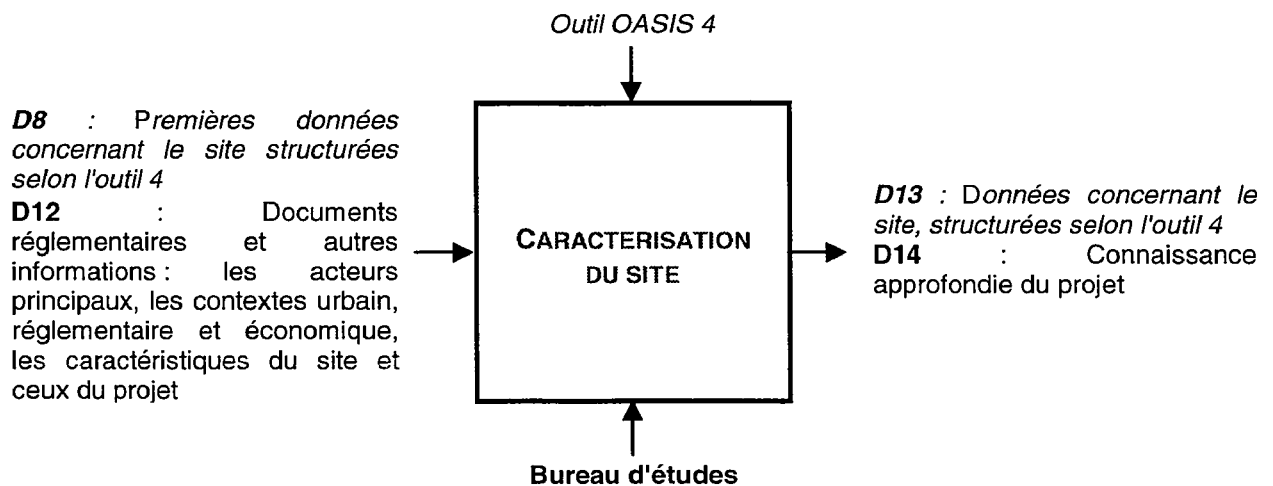 Outil OASIS 4
D8 : Premières données
concernant le site structurées
selon l'outil 4
D12 : Documents
réglementaires et autres
informations : les acteurs
principaux, les contextes urbain,
réglementaire et économique,
les caractéristiques du site et
ceux du projet
CARACTERISATION
DU SITE
D13 : Données concernant le
site, structurées selon l'outil 4
D14 : Connaissance
approfondie du projet
Bureau d'études